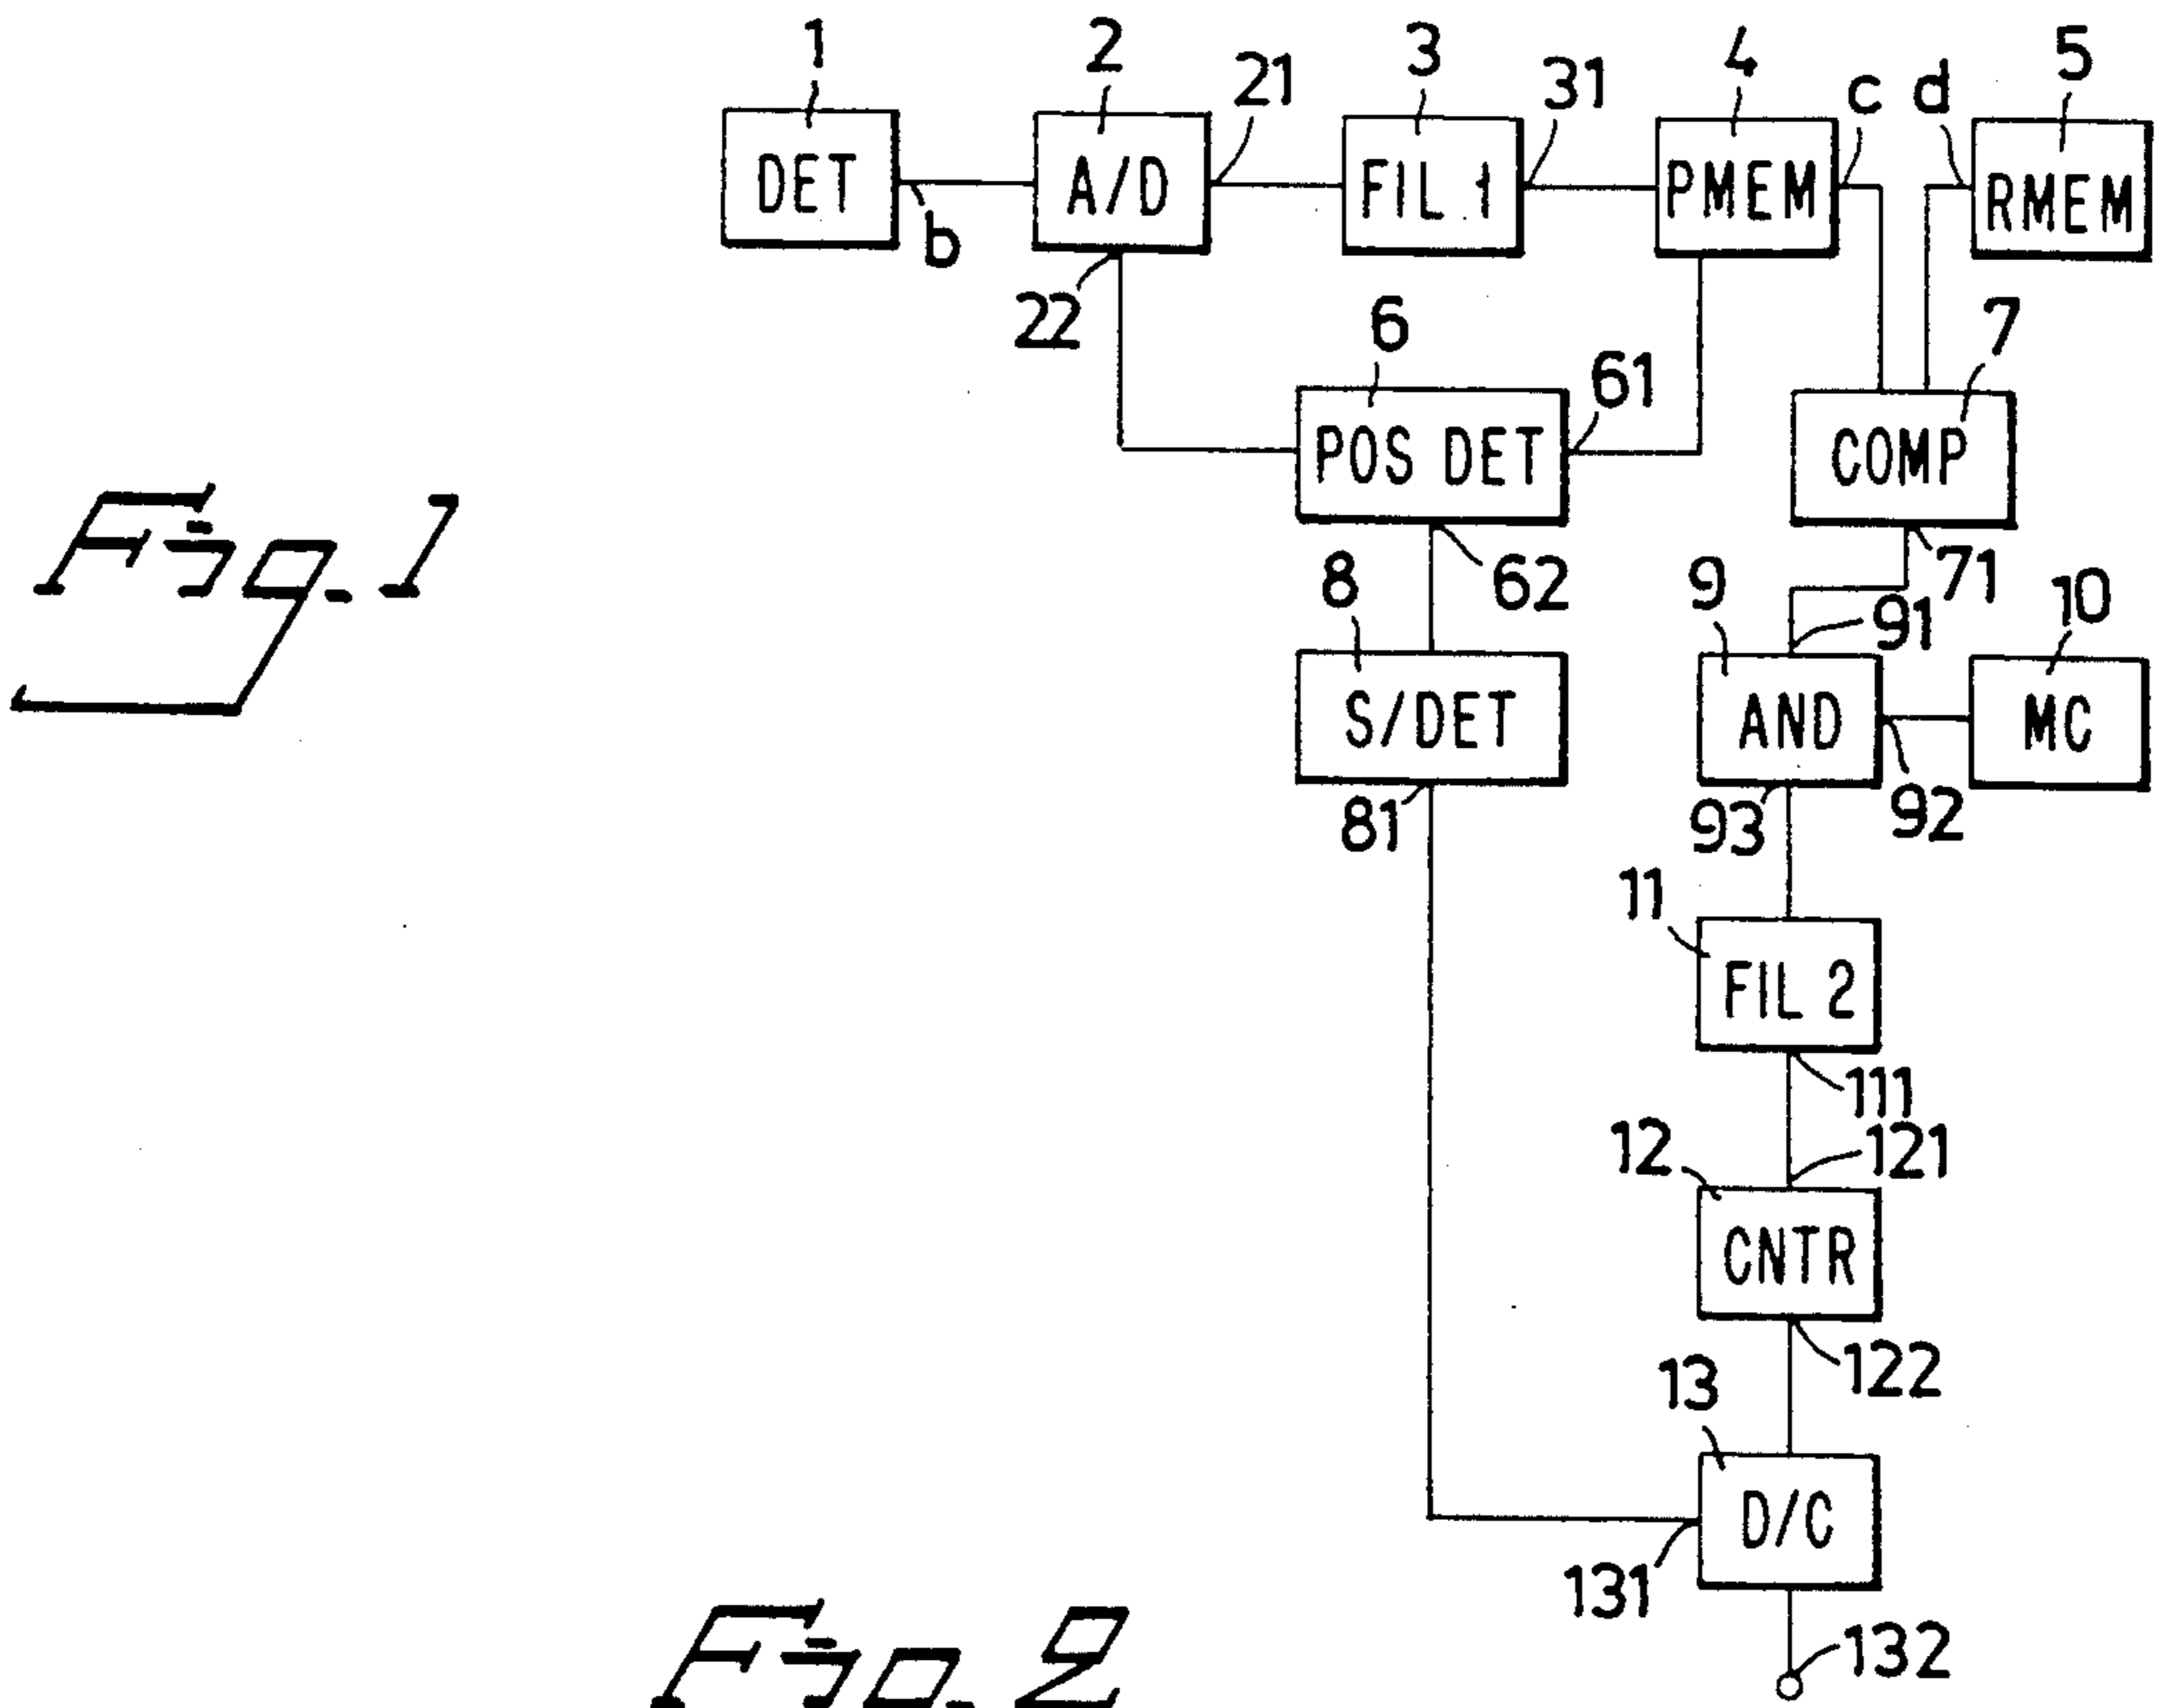 1 2 3 4 5
21 31 c d
DET A/D FIL 1 PMEM RMEM
b
22 6 61 7
POS DET COMP
Fig. 1
8 62 71
9 91 10
S/DET AND MC
81 93 92
11
FIL 2
111
12 121
CNTR
122
13
D/C
131
132
Fig. 2